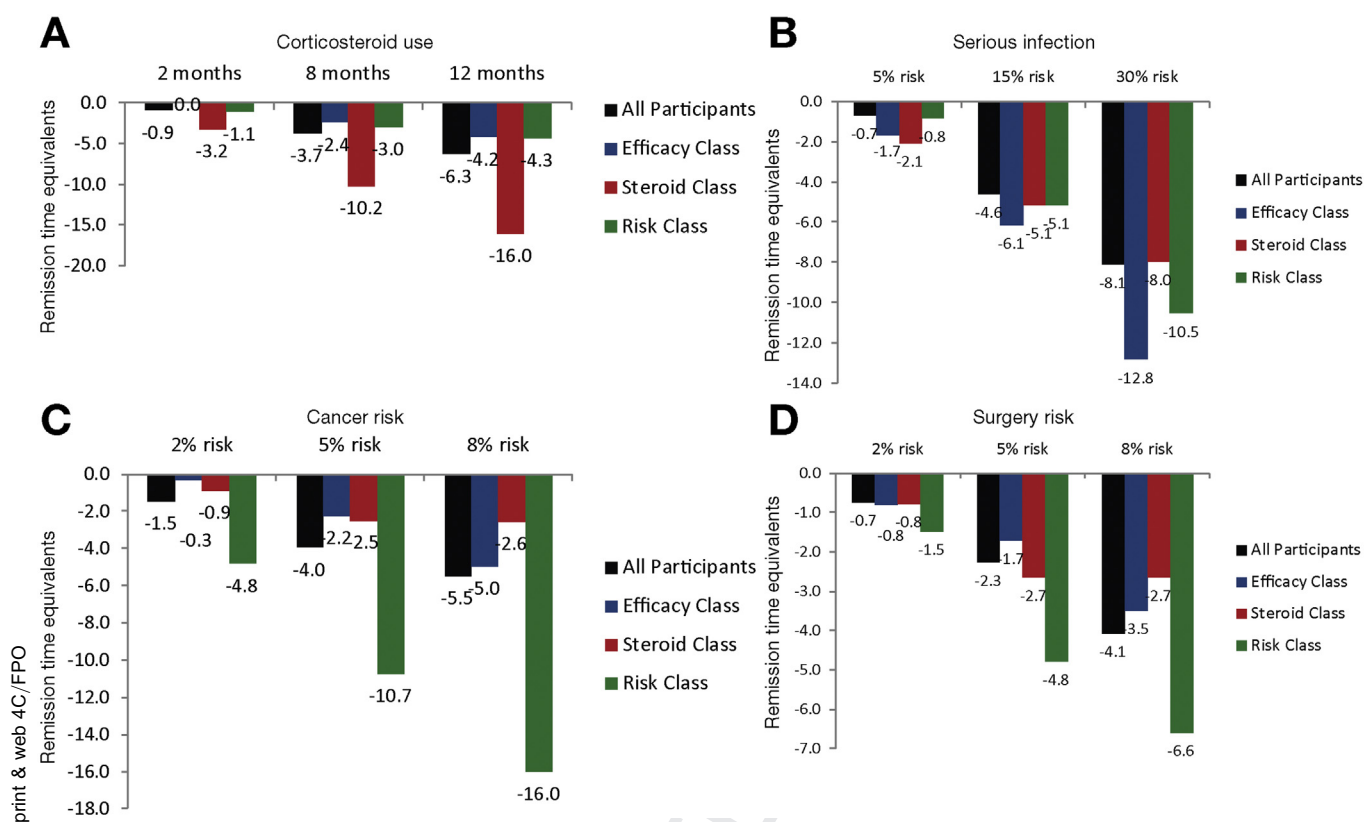 A
Corticosteroid use
2 months 8 months 12 months
0.0
-5.0
-10.0
-15.0
-20.0
Remission time equivalents
-0.9
0.0
-3.2
-1.1
-3.7
-2.4
-10.2
-3.0
-6.3
-4.2
-16.0
-4.3
All Participants
Efficacy Class
Steroid Class
Risk Class
B
Serious infection
5% risk 15% risk 30% risk
0.0
-2.0
-4.0
-6.0
-8.0
-10.0
-12.0
-14.0
Remission time equivalents
-0.7
-1.7
-2.1
-0.8
-4.6
-6.1
-5.1
-5.1
-8.1
-12.8
-8.0
-10.5
All Participants
Efficacy Class
Steroid Class
Risk Class
C
Cancer risk
2% risk 5% risk 8% risk
0.0
-2.0
-4.0
-6.0
-8.0
-10.0
-12.0
-14.0
-16.0
-18.0
Remission time equivalents
-1.5
-0.3
-0.9
-4.8
-4.0
-2.2
-2.5
-10.7
-5.5
-5.0
-2.6
-16.0
All Participants
Efficacy Class
Steroid Class
Risk Class
D
Surgery risk
2% risk 5% risk 8% risk
0.0
-1.0
-2.0
-3.0
-4.0
-5.0
-6.0
-7.0
Remission time equivalents
-0.7
-0.8
-0.8
-1.5
-2.3
-1.7
-2.7
-4.8
-4.1
-3.5
-2.7
-6.6
All Participants
Efficacy Class
Steroid Class
Risk Class
print & web 4C/FPO